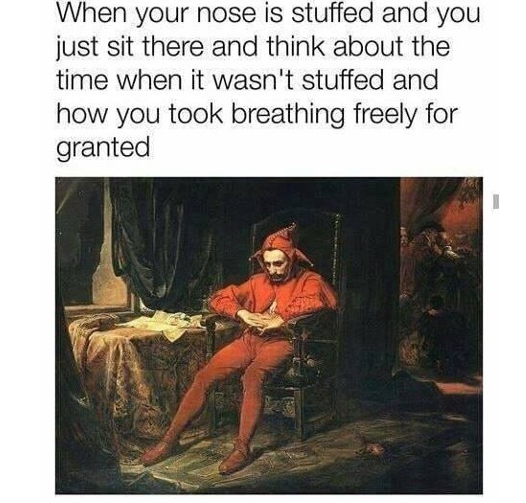 When your nose is stuffed and you
just sit there and think about the
time when it wasn't stuffed and
how you took breathing freely for
granted